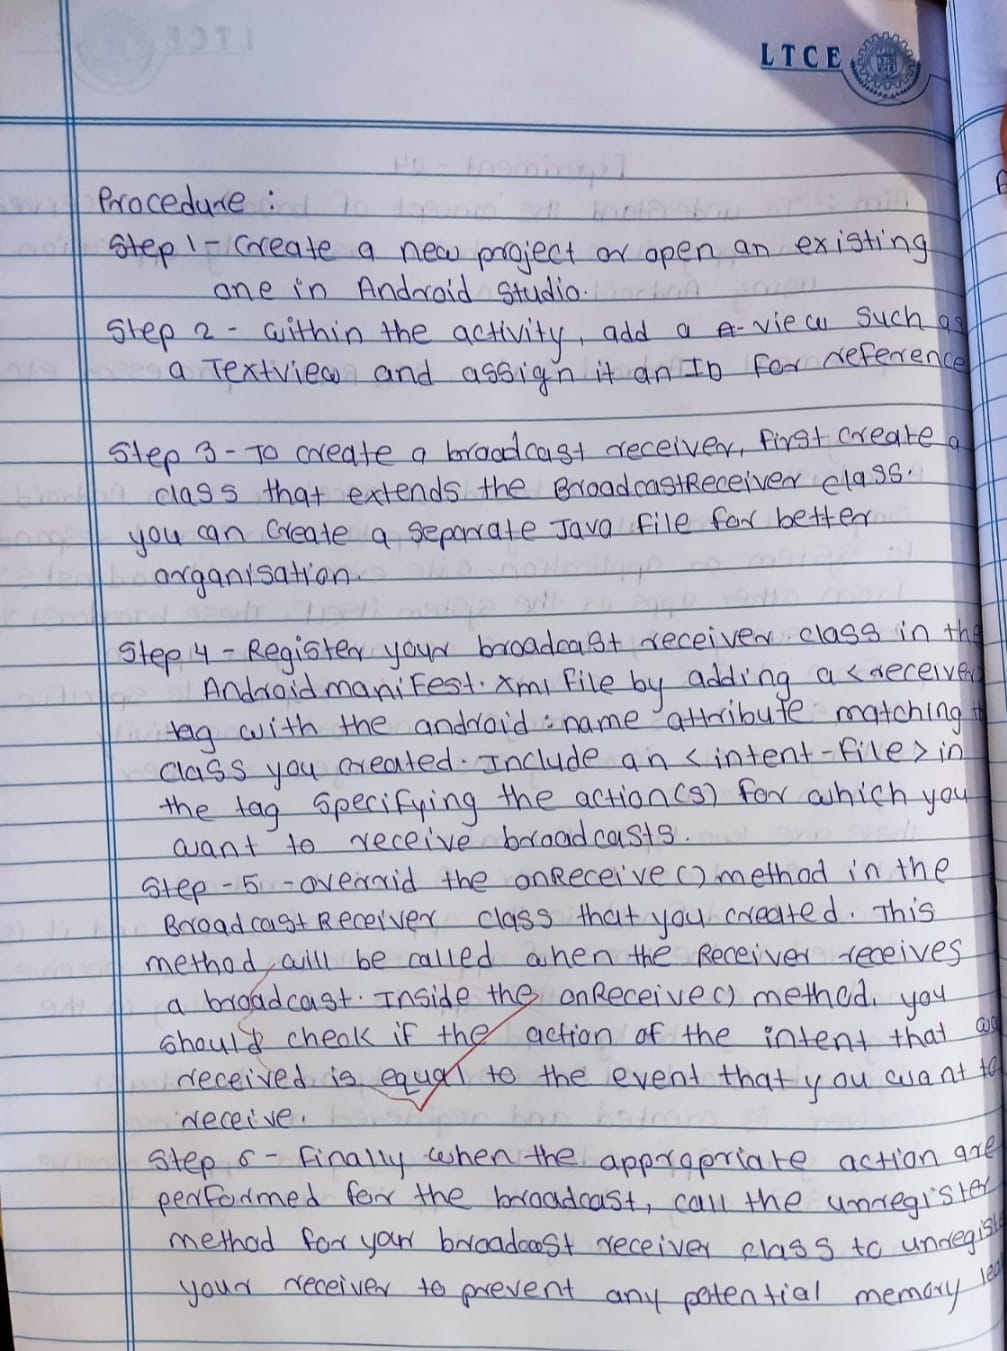 LTCE
Procedure :
Step 1 - Create a new project or open an existing
one in Android Studio.
Step 2 - Within the activity, add a view such as
a Textview and assign it an ID for reference
Step 3 - To create a broadcast receiver, first create a
class that extends the BroadcastReceiver class.
you can create a separate Java file for better
organisation.
Step 4 - Register your broadcast receiver class in the
Androidmanifest.xml file by adding a <receiver
tag with the android:name attribute matching
class you created. Include an <intent-file> in
the tag specifying the action(s) for which you
want to receive broadcasts.
Step - 5 - overrid the onReceive() method in the
Broadcast Receiver class that you created. This
method will be called when the Receiver receives
a broadcast. Inside the onReceive() method, you
should check if the action of the intent that
received is equal to the event that you want to
receive.
Step 6 - Finally when the appropriate action are
performed for the broadcast, call the unregister
method for your broadcast receiver class to unregis
your receiver to prevent any potential memory